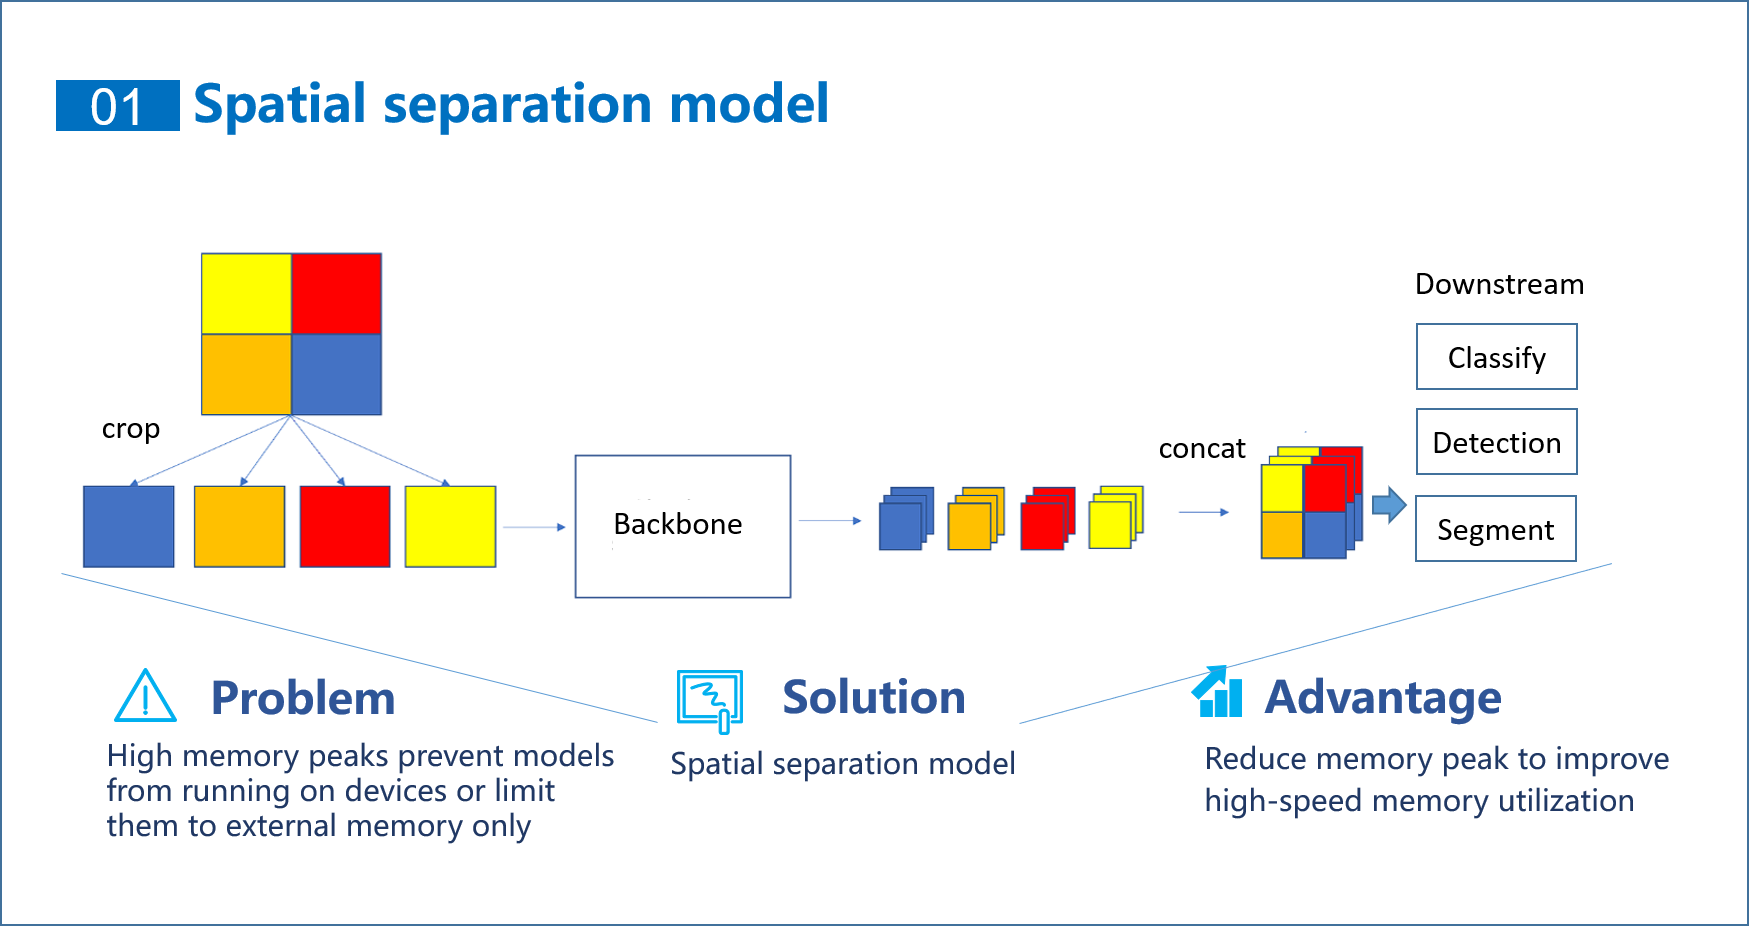 01 Spatial separation model
Downstream
Classify
crop
concat
Detection
Backbone
Segment
Problem
High memory peaks prevent models
from running on devices or limit
them to external memory only
Solution
Spatial separation model
Advantage
Reduce memory peak to improve
high-speed memory utilization